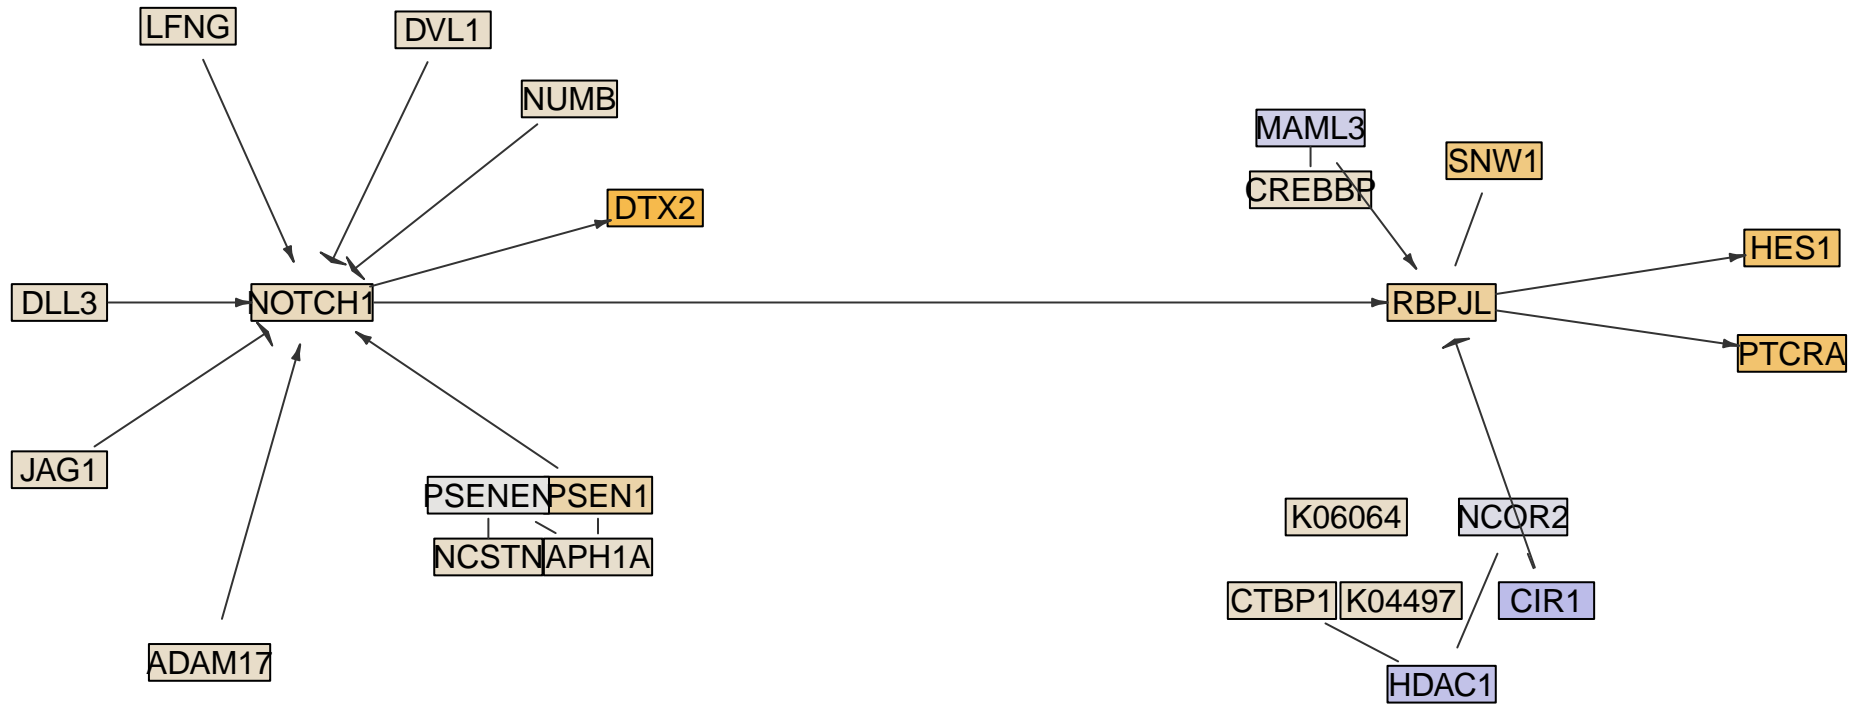 LFNG
DVL1
NUMB
MAML3
SNW1
CREBBP
DTX2
HES1
DLL3
NOTCH1
RBPJL
PTCRA
JAG1
PSENEN
PSEN1
K06064
NCOR2
NCSTN
APH1A
CTBP1
K04497
CIR1
ADAM17
HDAC1